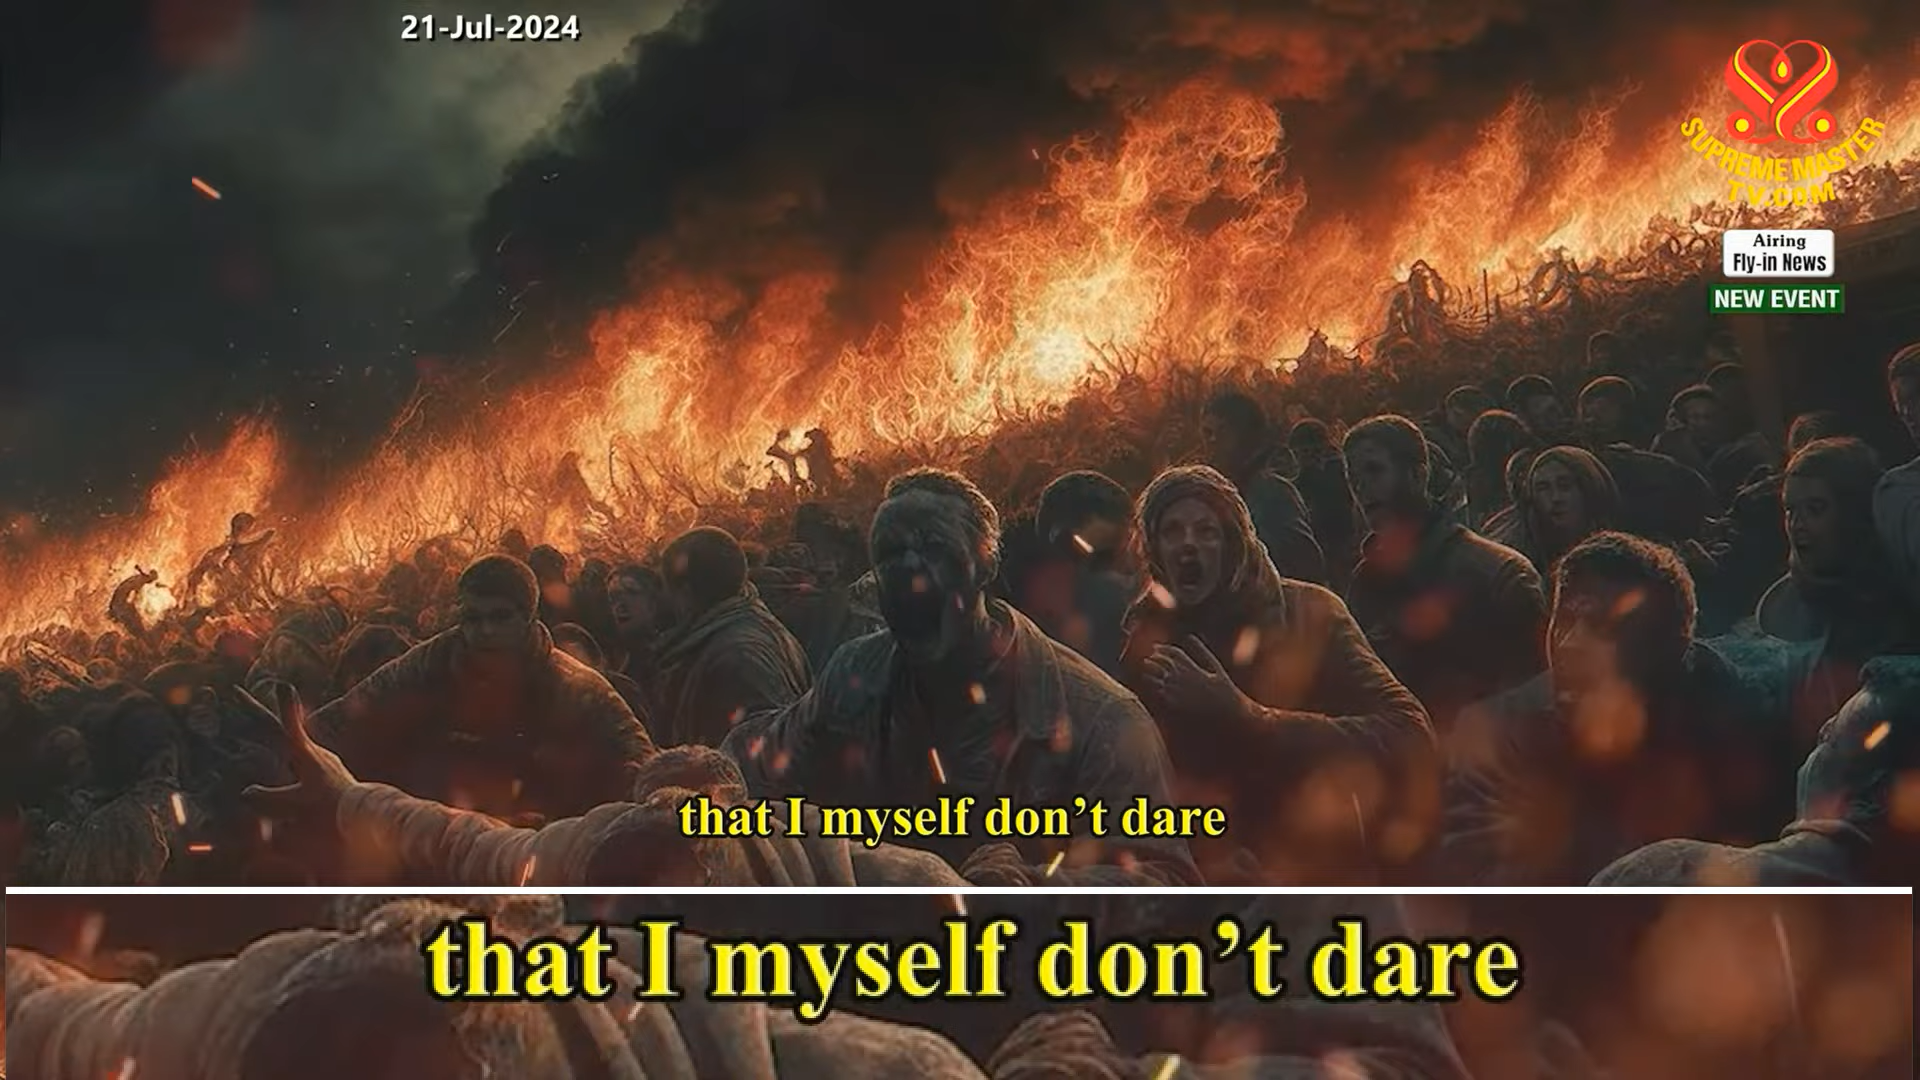 21-Jul-2024
SUPREME MASTER
TV.COM
Airing
Fly-in News
NEW EVENT
that I myself don’t dare
that I myself don’t dare